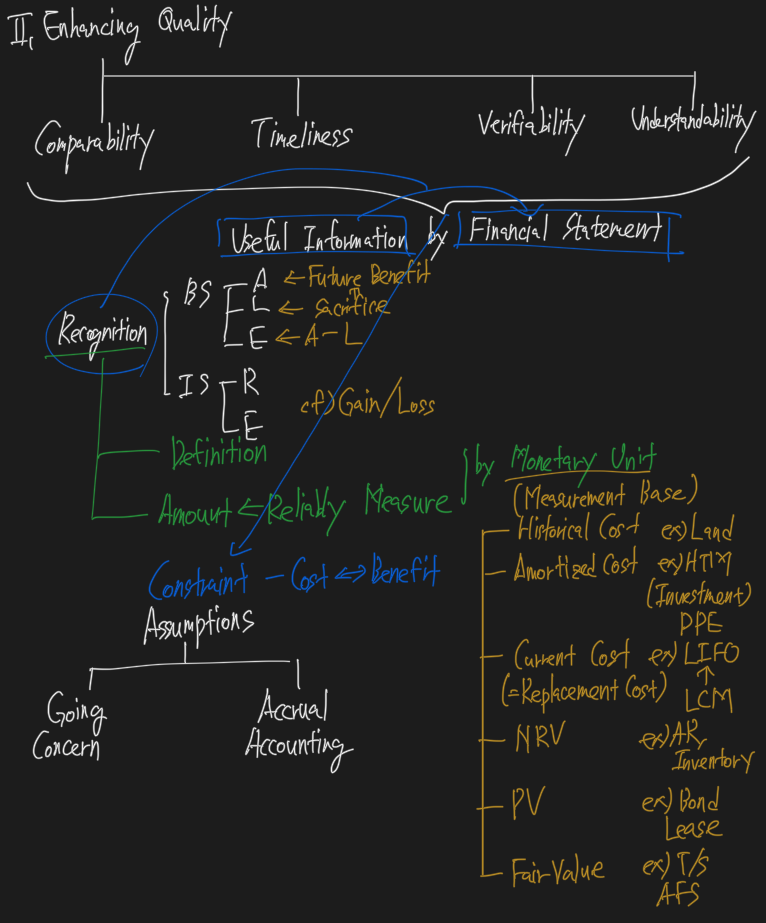 II. Enhancing Quality
Comparability Timeliness Verifiability Understandability
Useful Information by Financial Statement
Recognition
BS
A ← Future Benefit
L ← Sacrifice
E ← A - L
IS
R
E
cf) Gain/Loss
Definition
Amount ← Reliably Measure
by Monetary Unit
(Measurement Base)
Historical Cost ex) Land
Amortized Cost ex) HTM
(Investment)
PPE
Current Cost ex) LIFO
(=Replacement Cost) ↑
LCM
NRV ex) AR,
Inventory
PV ex) Bond
Lease
Fair Value ex) T/S
AFS
Constraint - Cost ⇔ Benefit
Assumptions
Going
Concern
Accrual
Accounting